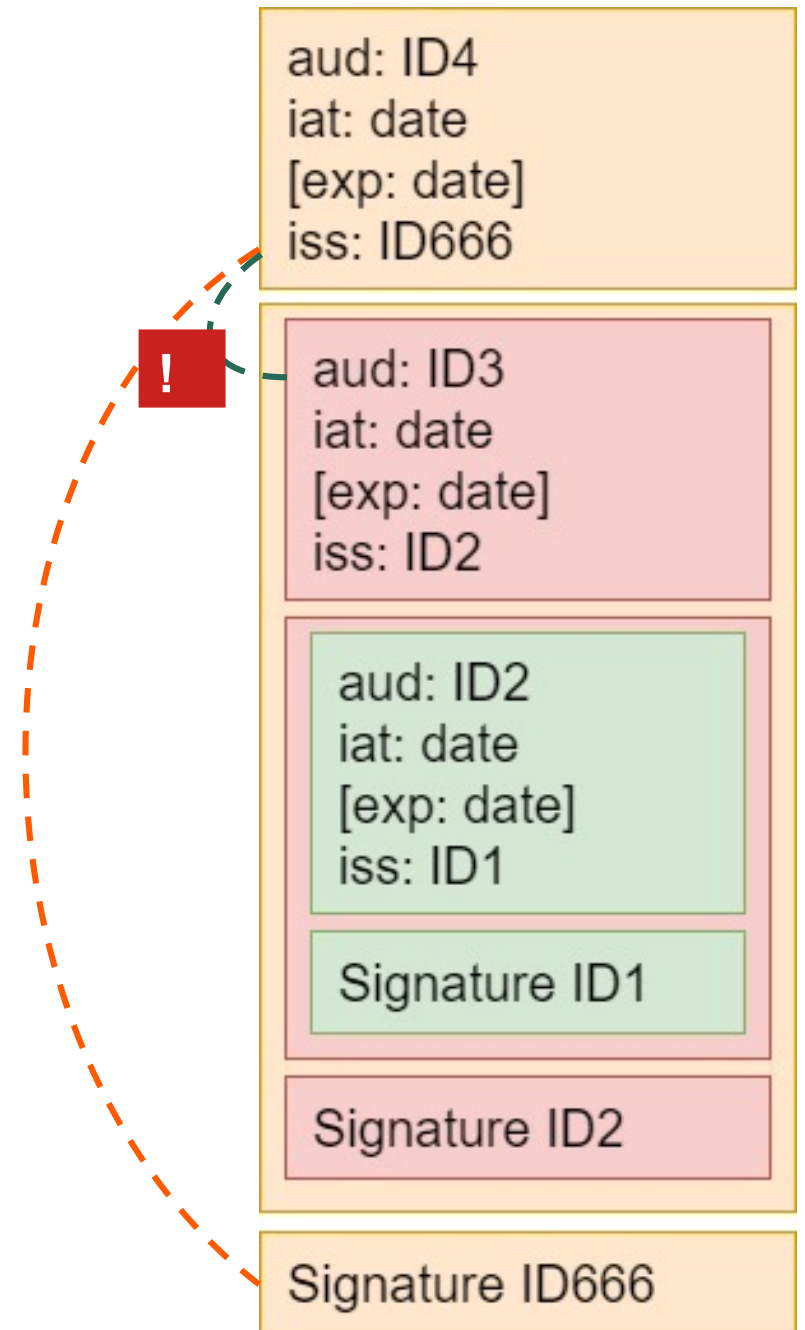 aud: ID4
iat: date
[exp: date]
iss: ID666
!
aud: ID3
iat: date
[exp: date]
iss: ID2
aud: ID2
iat: date
[exp: date]
iss: ID1
Signature ID1
Signature ID2
Signature ID666